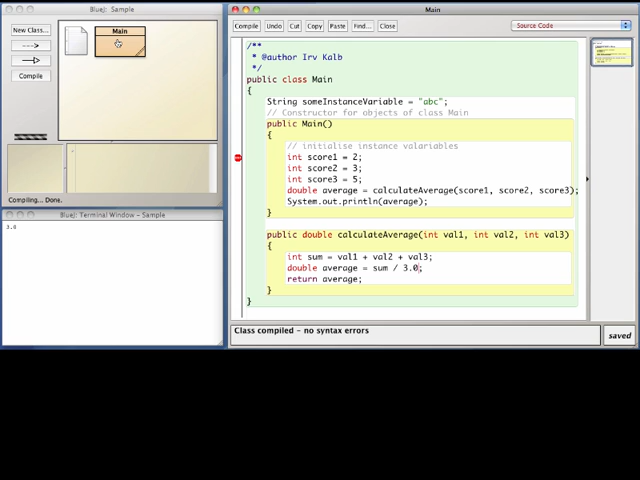 BlueJ: Sample
New Class...
Compile
Main
Compiling... Done.
BlueJ: Terminal Window - Sample
3.0
Main
Compile Undo Cut Copy Paste Find... Close
Source Code
/**
* @author Irv Kalb
*/
public class Main
{
String someInstanceVariable = "abc";
// Constructor for objects of class Main
public Main()
{
// initialise instance valariables
int score1 = 2;
int score2 = 3;
int score3 = 5;
double average = calculateAverage(score1, score2, score3);
System.out.println(average);
}
public double calculateAverage(int val1, int val2, int val3)
{
int sum = val1 + val2 + val3;
double average = sum / 3.0;
return average;
}
}
Class compiled - no syntax errors
saved